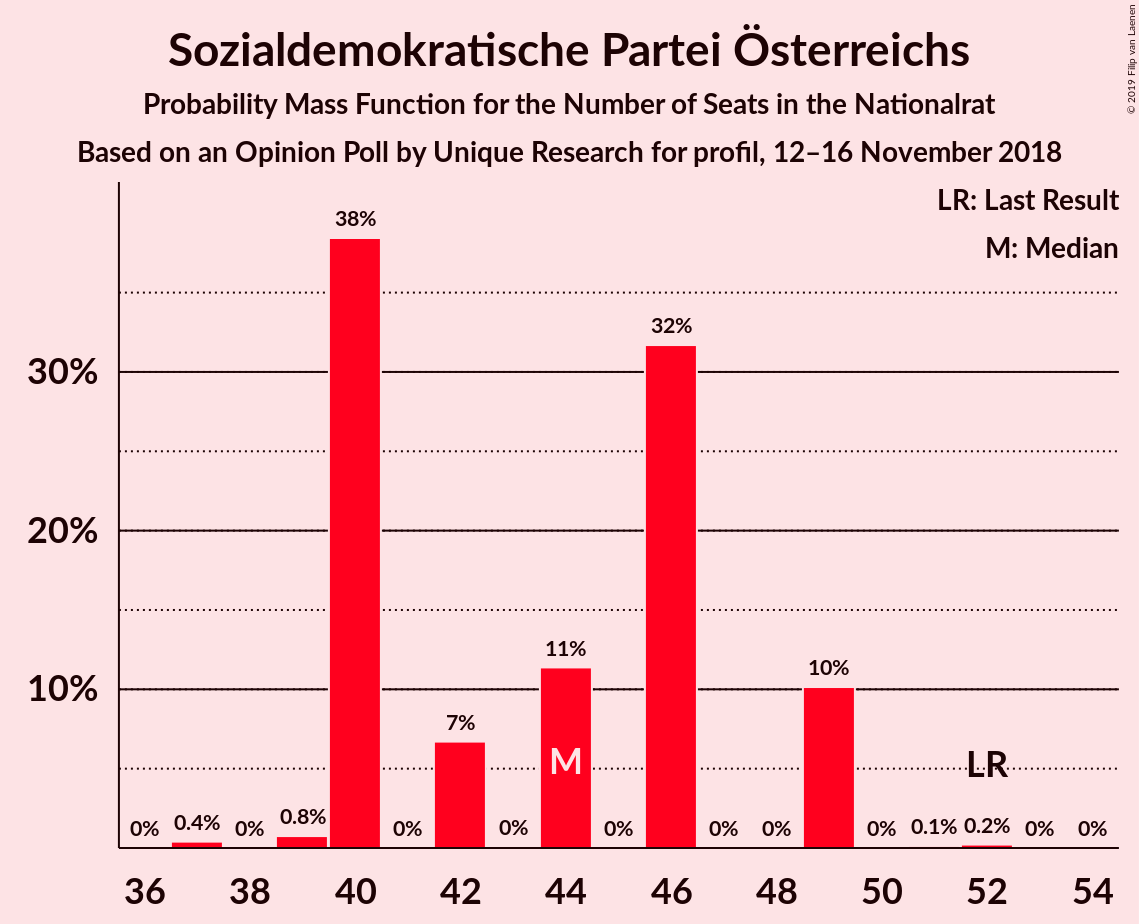 Sozialdemokratische Partei Österreichs
Probability Mass Function for the Number of Seats in the Nationalrat
Based on an Opinion Poll by Unique Research for profil, 12–16 November 2018
© 2019 Filip van Laenen
LR: Last Result
M: Median
38%
32%
30%
20%
11%
10%
10%
7%
M
LR
0%
0.4%
0%
0.8%
0%
0%
0%
0%
0%
0%
0.1%
0.2%
0%
0%
36 38 40 42 44 46 48 50 52 54